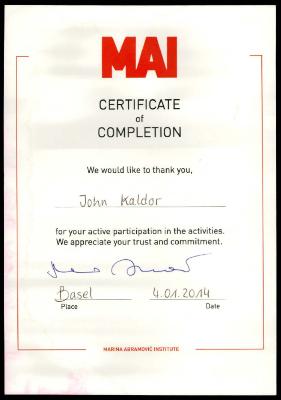 MAI
CERTIFICATE
of
COMPLETION
We would like to thank you,
John Kaldor
for your active participation in the activities.
We appreciate your trust and commitment.
Basel 4.01.2014
Place Date
MARINA ABRAMOVIĆ INSTITUTE